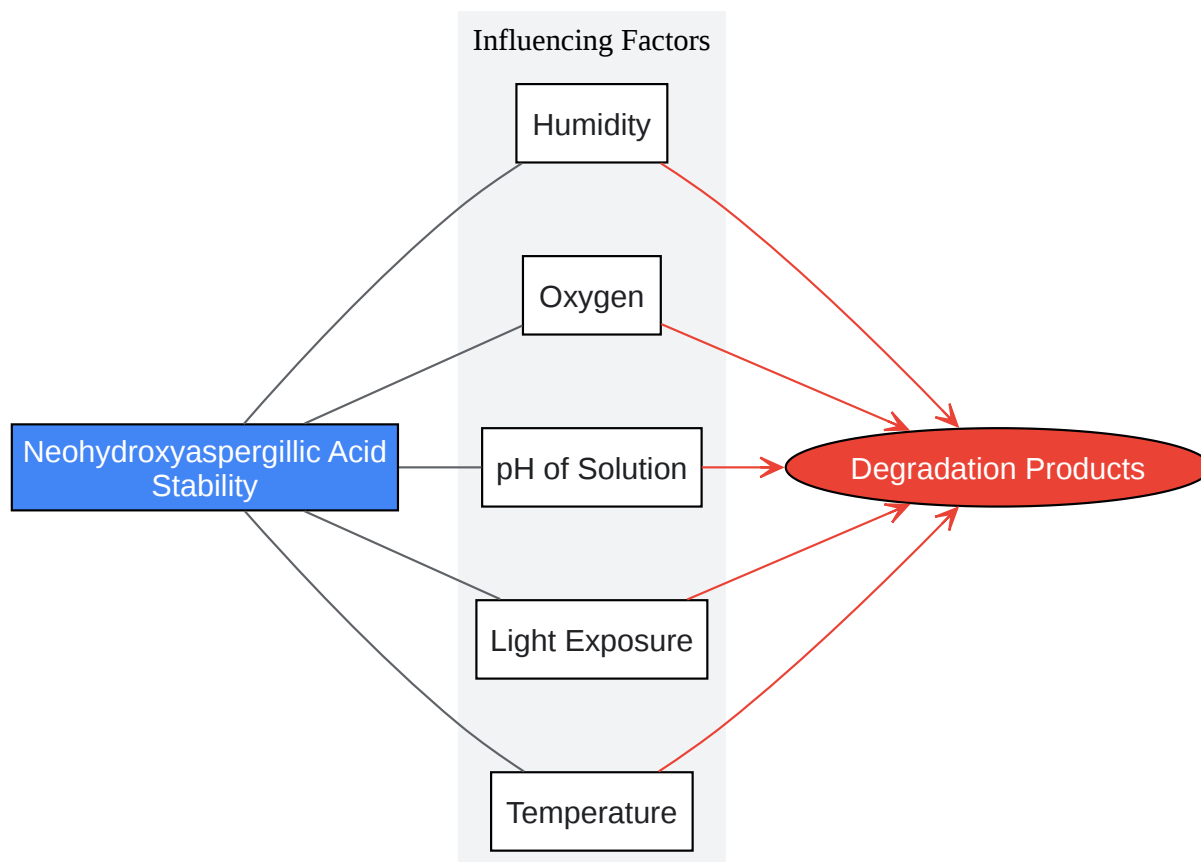 Influencing Factors
Humidity
Oxygen
Neohydroxyaspergillic Acid
Stability
pH of Solution
Degradation Products
Light Exposure
Temperature